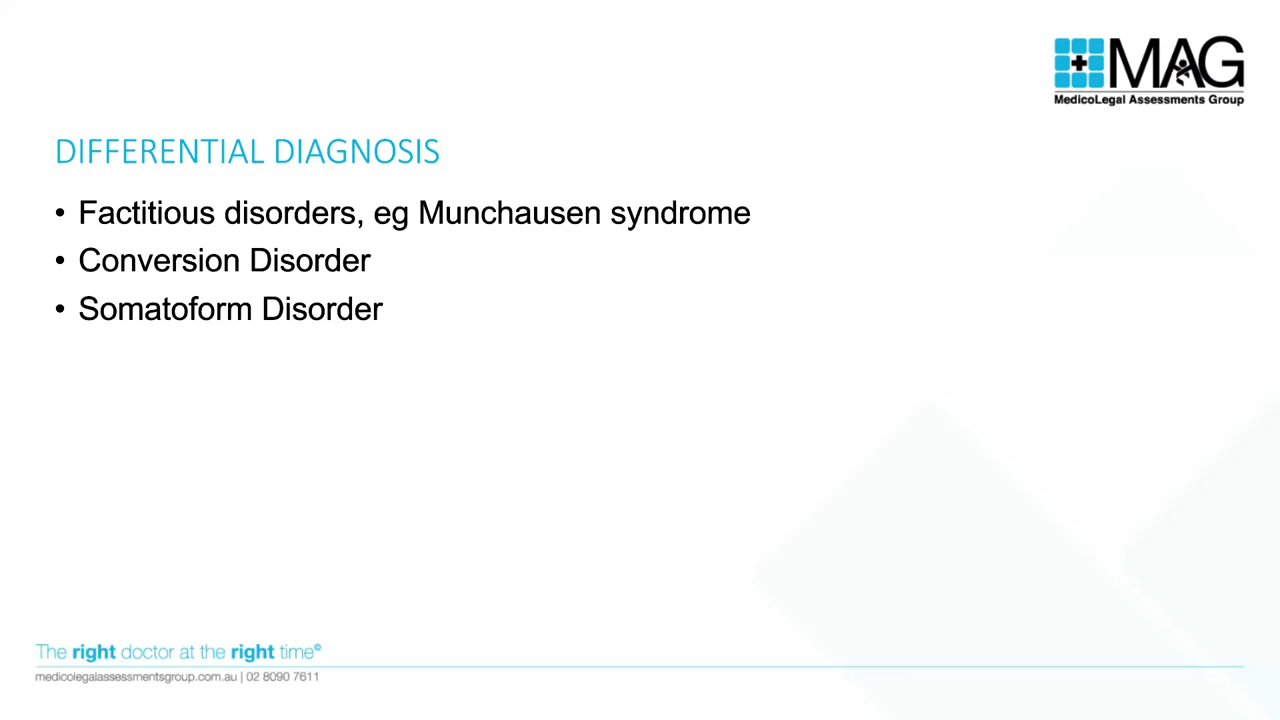 MAG
MedicoLegal Assessments Group
DIFFERENTIAL DIAGNOSIS
• Factitious disorders, eg Munchausen syndrome
• Conversion Disorder
• Somatoform Disorder
The right doctor at the right time©
medicolegalassessmentsgroup.com.au | 02 8090 7611